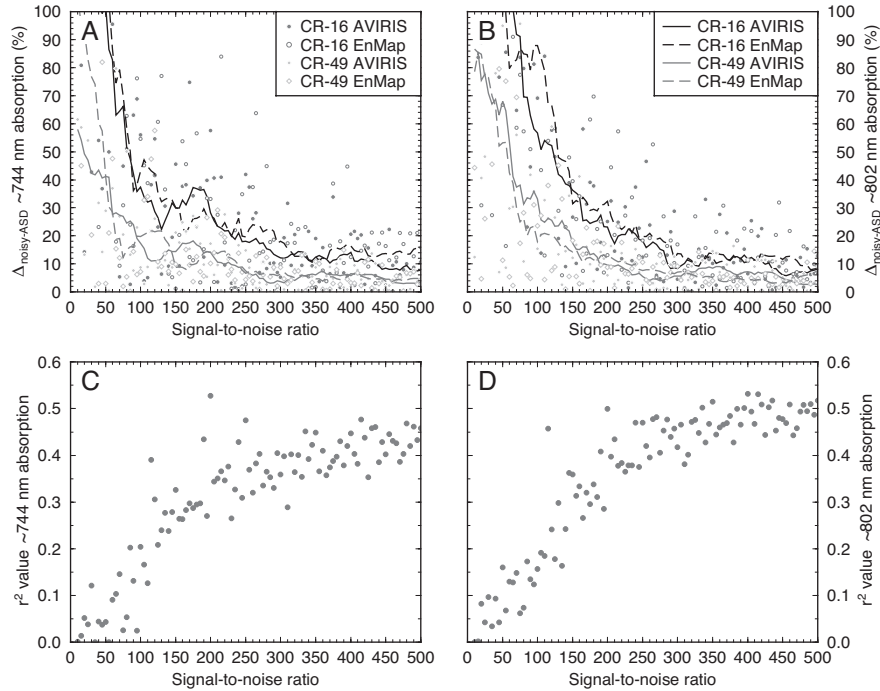 A
CR-16 AVIRIS
CR-16 EnMap
CR-49 AVIRIS
CR-49 EnMap
100
90
80
70
60
50
40
30
20
10
0
Δnoisy-ASD ~744 nm absorption (%)
0 50 100 150 200 250 300 350 400 450 500
Signal-to-noise ratio
B
CR-16 AVIRIS
CR-16 EnMap
CR-49 AVIRIS
CR-49 EnMap
100
90
80
70
60
50
40
30
20
10
0
Δnoisy-ASD ~802 nm absorption (%)
0 50 100 150 200 250 300 350 400 450 500
Signal-to-noise ratio
C
0.6
0.5
0.4
0.3
0.2
0.1
0.0
r² value ~744 nm absorption
0 50 100 150 200 250 300 350 400 450 500
Signal-to-noise ratio
D
0.6
0.5
0.4
0.3
0.2
0.1
0.0
r² value ~802 nm absorption
0 50 100 150 200 250 300 350 400 450 500
Signal-to-noise ratio